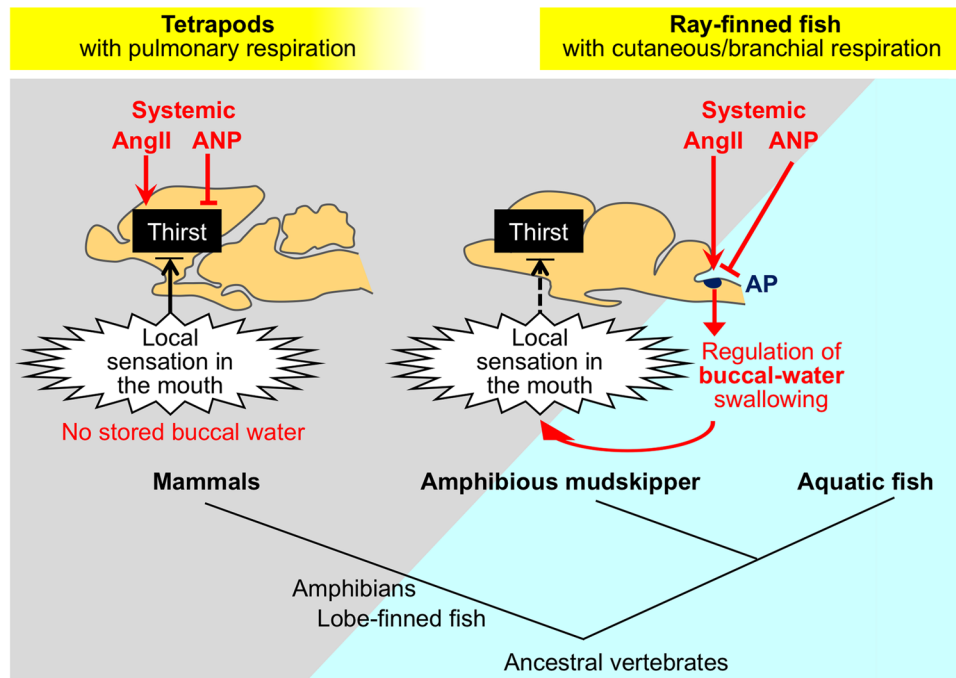 Tetrapods
with pulmonary respiration
Ray-finned fish
with cutaneous/branchial respiration
Systemic
AngII ANP
Thirst
Local
sensation in
the mouth
No stored buccal water
Mammals
Systemic
AngII ANP
Thirst
AP
Local
sensation in
the mouth
Regulation of
buccal-water
swallowing
Amphibious mudskipper
Aquatic fish
Amphibians
Lobe-finned fish
Ancestral vertebrates